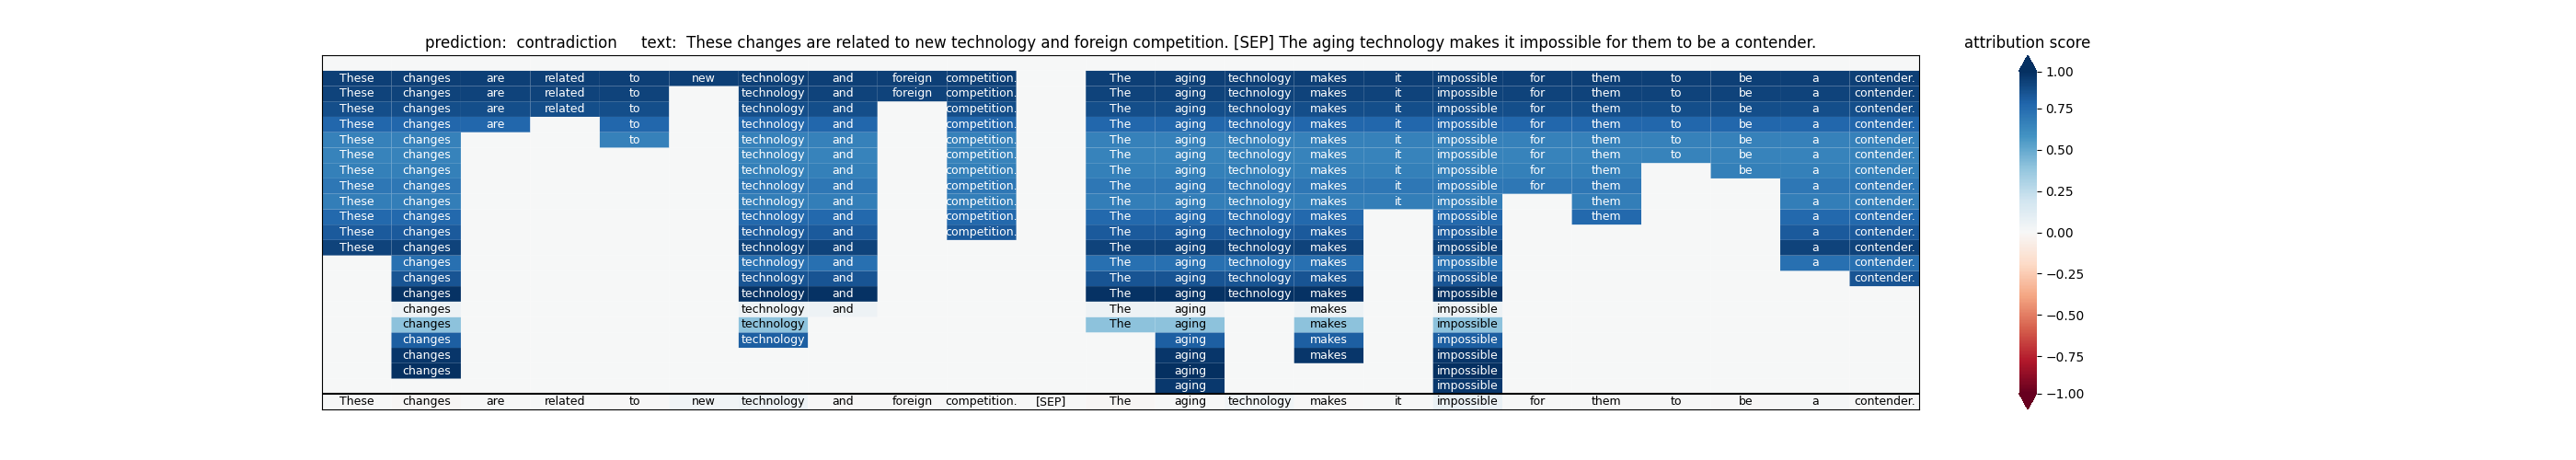 prediction: contradiction text: These changes are related to new technology and foreign competition. [SEP] The aging technology makes it impossible for them to be a contender.
These changes are related to new technology and foreign competition. The aging technology makes it impossible for them to be a contender.
These changes are related to technology and foreign competition. The aging technology makes it impossible for them to be a contender.
These changes are related to technology and competition. The aging technology makes it impossible for them to be a contender.
These changes are to technology and competition. The aging technology makes it impossible for them to be a contender.
These changes to technology and competition. The aging technology makes it impossible for them to be a contender.
These changes technology and competition. The aging technology makes it impossible for them to be a contender.
These changes technology and competition. The aging technology makes it impossible for them be a contender.
These changes technology and competition. The aging technology makes it impossible for them a contender.
These changes technology and competition. The aging technology makes it impossible them a contender.
These changes technology and competition. The aging technology makes impossible them a contender.
These changes technology and competition. The aging technology makes impossible a contender.
These changes technology and The aging technology makes impossible a contender.
changes technology and The aging technology makes impossible a contender.
changes technology and The aging technology makes impossible contender.
changes technology and The aging technology makes impossible
changes technology and The aging makes impossible
changes technology The aging makes impossible
changes technology aging makes impossible
changes aging makes impossible
changes aging impossible
aging impossible
These changes are related to new technology and foreign competition. [SEP] The aging technology makes it impossible for them to be a contender.
attribution score
1.00
0.75
0.50
0.25
0.00
−0.25
−0.50
−0.75
−1.00